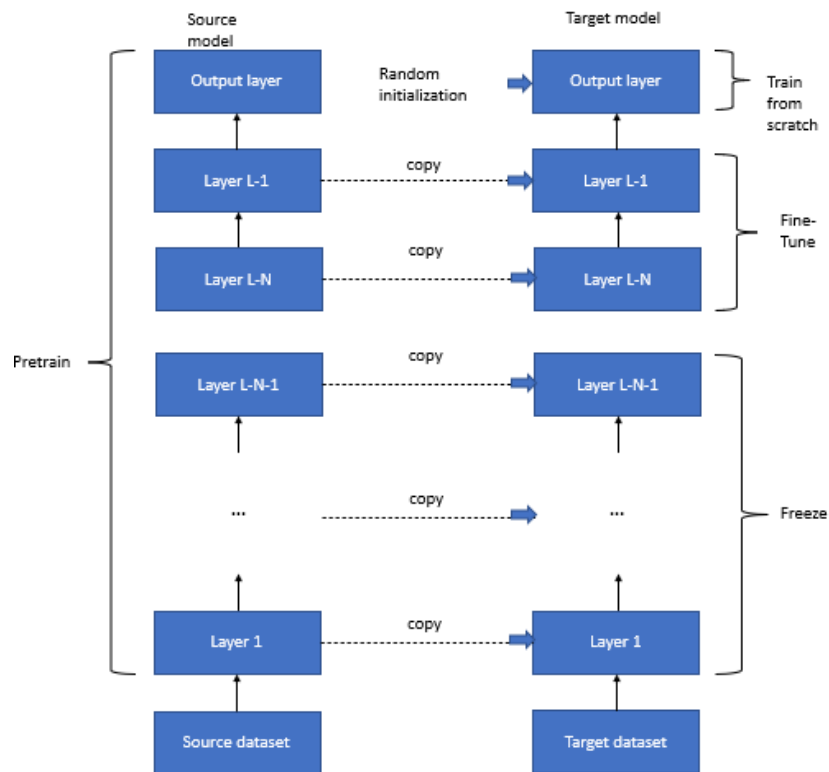 Source
model
Target model
Output layer
Random
initialization
Output layer
Train
from
scratch
copy
Layer L-1
Layer L-1
Fine-
Tune
copy
Layer L-N
Layer L-N
Pretrain
copy
Layer L-N-1
Layer L-N-1
...
copy
...
Freeze
copy
Layer 1
Layer 1
Source dataset
Target dataset